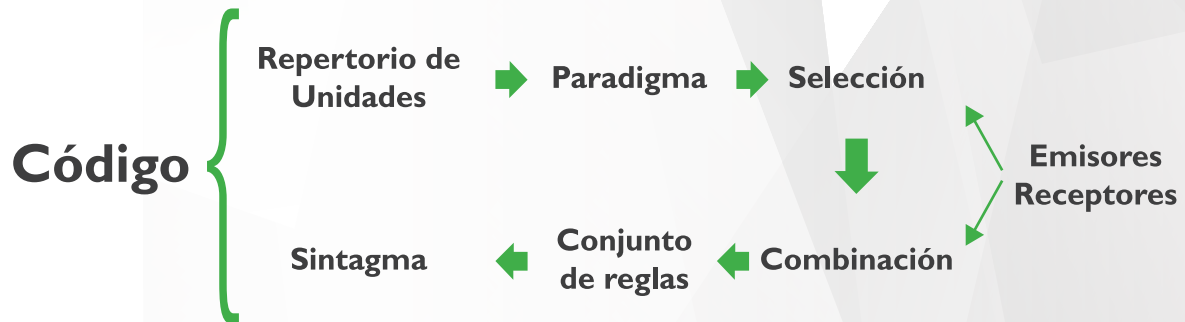 Código
Repertorio de
Unidades
Paradigma
Selección
Emisores
Receptores
Sintagma
Conjunto
de reglas
Combinación